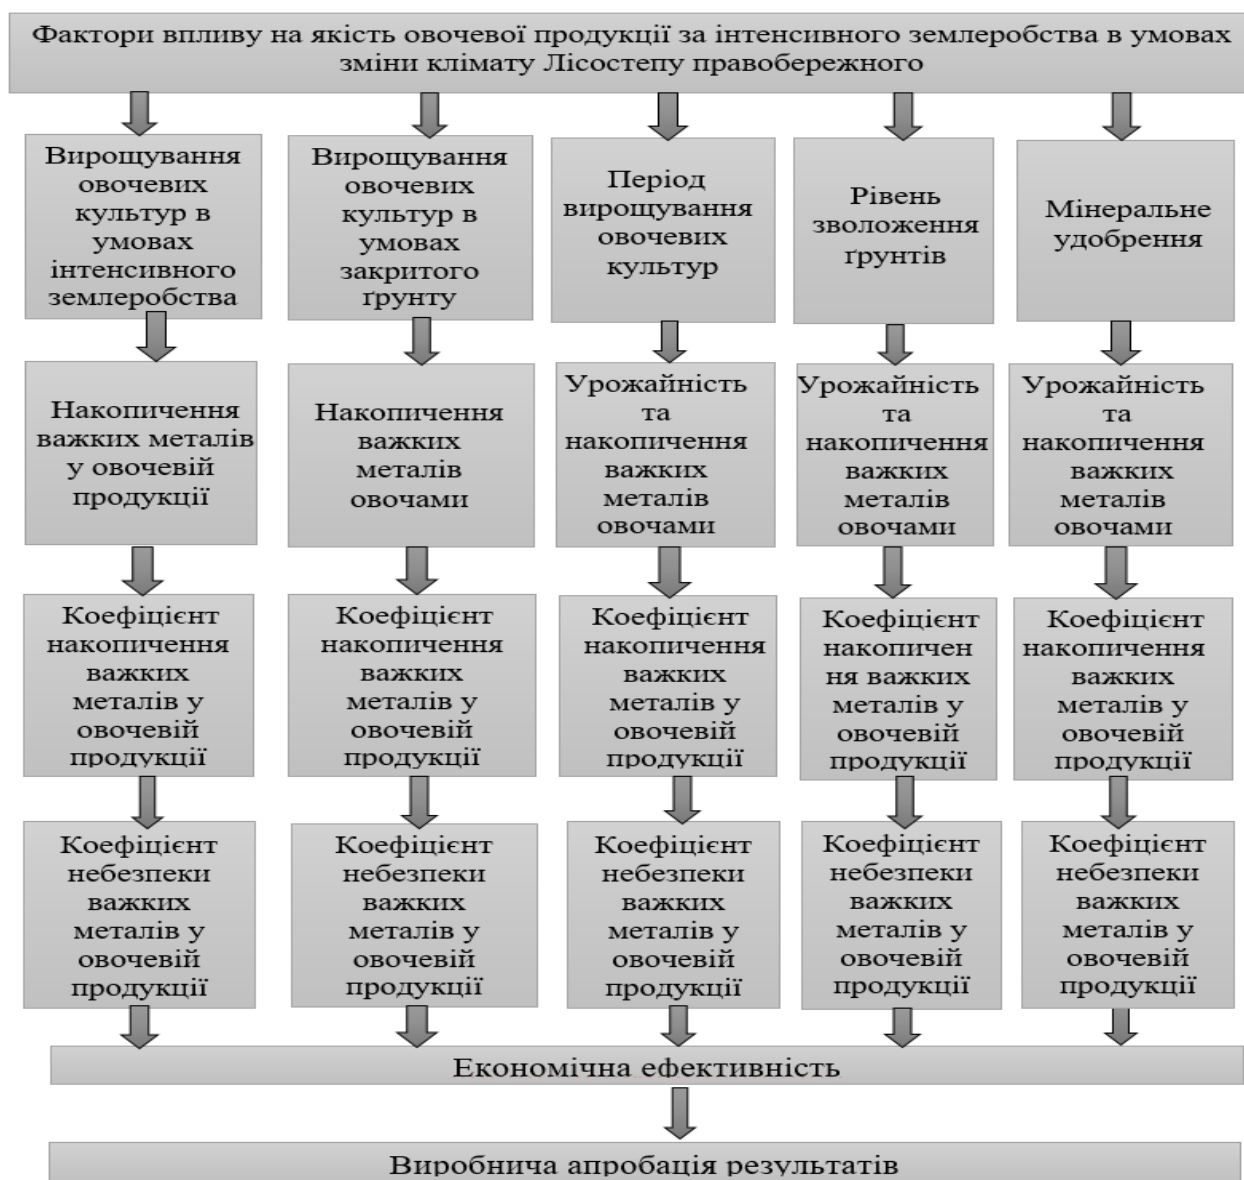 Фактори впливу на якість овочевої продукції за інтенсивного землеробства в умовах
зміни клімату Лісостепу правобережного
Вирощування
овочевих
культур в
умовах
інтенсивного
землеробства
Вирощування
овочевих
культур в
умовах
закритого
ґрунту
Період
вирощування
овочевих
культур
Рівень
зволоження
ґрунтів
Мінеральне
удобрення
Накопичення
важких металів
у овочевій
продукції
Накопичення
важких
металів
овочами
Урожайність
та
накопичення
важких
металів
овочами
Урожайність
та
накопичення
важких
металів
овочами
Урожайність
та
накопичення
важких
металів
овочами
Коефіцієнт
накопичення
важких
металів у
овочевій
продукції
Коефіцієнт
накопичення
важких
металів у
овочевій
продукції
Коефіцієнт
накопичення
важких
металів у
овочевій
продукції
Коефіцієнт
накопичен
ня важких
металів у
овочевій
продукції
Коефіцієнт
накопичення
важких
металів у
овочевій
продукції
Коефіцієнт
небезпеки
важких
металів у
овочевій
продукції
Коефіцієнт
небезпеки
важких
металів у
овочевій
продукції
Коефіцієнт
небезпеки
важких
металів у
овочевій
продукції
Коефіцієнт
небезпеки
важких
металів у
овочевій
продукції
Коефіцієнт
небезпеки
важких
металів у
овочевій
продукції
Економічна ефективність
Виробнича апробація результатів